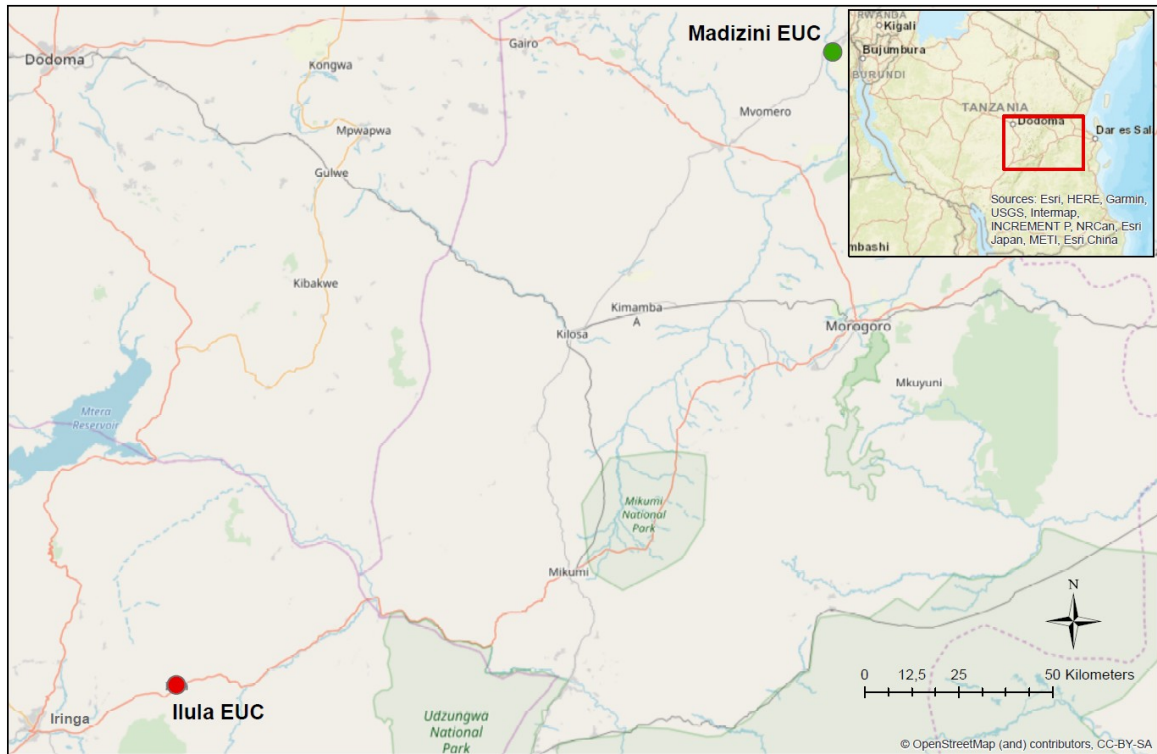 Madizini EUC
Dodoma
Gairo
Kongwa
Mvomero
Mpwapwa
Gulwe
RWANDA
Kigali
Bujumbura
BURUNDI
TANZANIA
Dodoma
Dar es Sal
mbashi
Sources: Esri, HERE, Garmin,
USGS, Intermap,
INCREMENT P, NRCan, Esri
Japan, METI, Esri China
Kibakwe
Kimamba
A
Kilosa
Morogoro
Mkuyuni
Mtera
Reservoir
Mikumi
National
Park
Mikumi
N
0 12,5 25 50 Kilometers
Ilula EUC
Iringa
Udzungwa
National
Park
© OpenStreetMap (and) contributors, CC-BY-SA